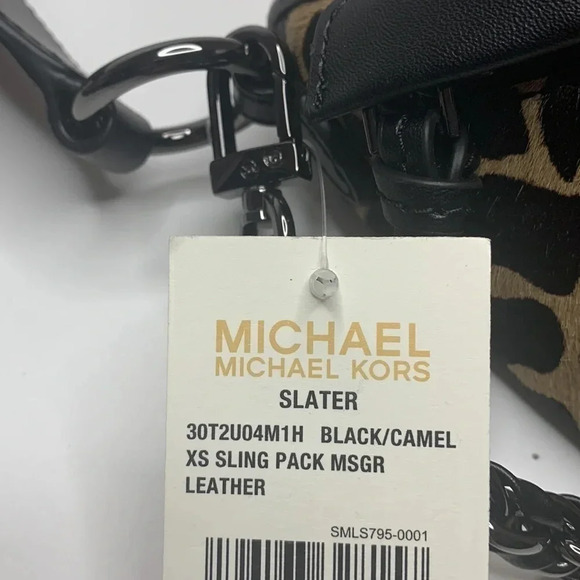 MICHAEL
MICHAEL KORS
SLATER
30T2U04M1H BLACK/CAMEL
XS SLING PACK MSGR
LEATHER
SMLS795-0001